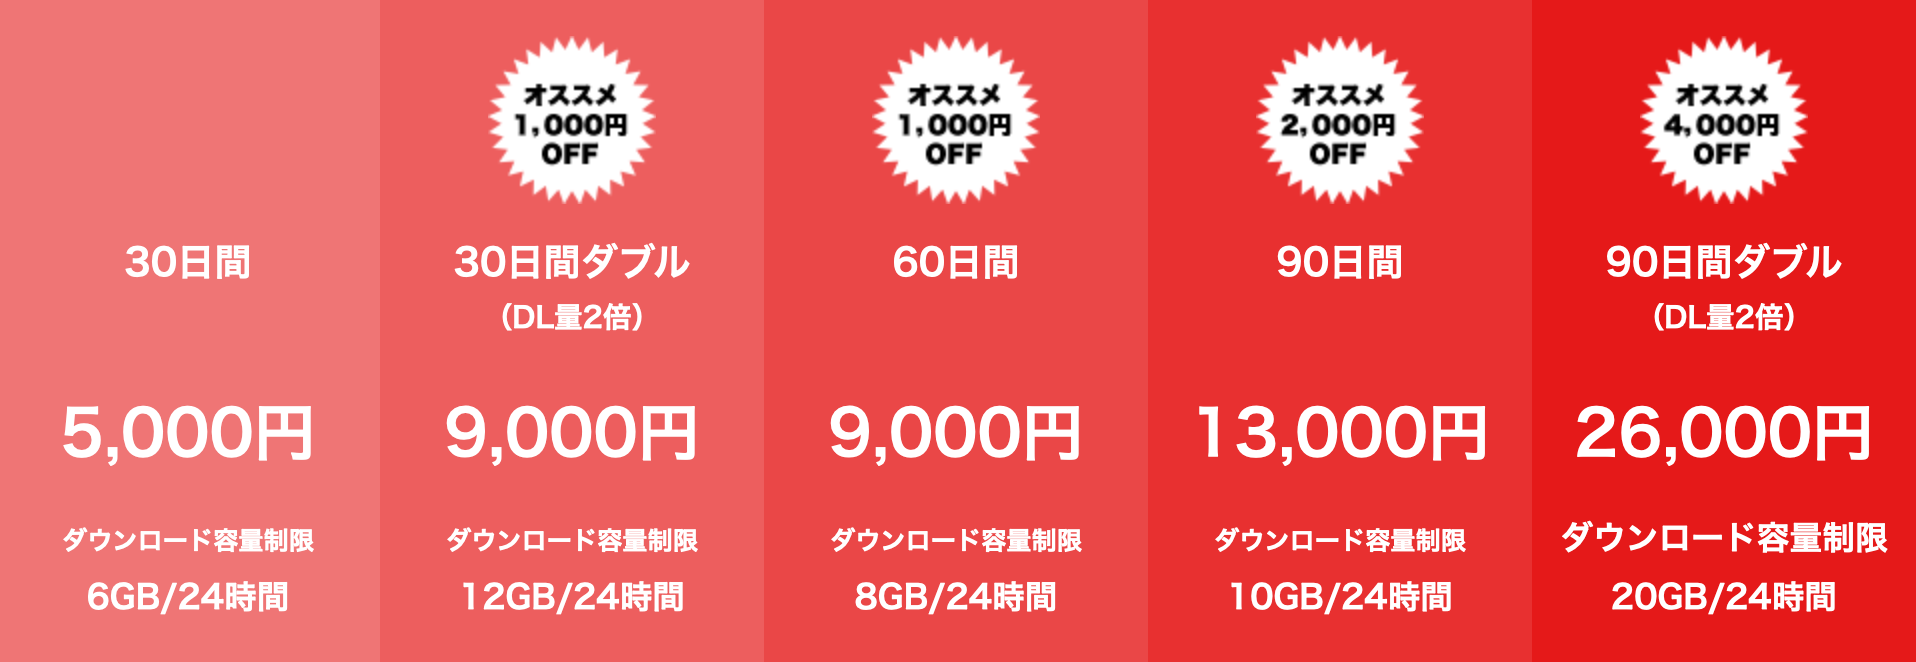 30日間
5,000円
ダウンロード容量制限
6GB/24時間
オススメ
1,000円
OFF
30日間ダブル
（DL量2倍）
9,000円
ダウンロード容量制限
12GB/24時間
オススメ
1,000円
OFF
60日間
9,000円
ダウンロード容量制限
8GB/24時間
オススメ
2,000円
OFF
90日間
13,000円
ダウンロード容量制限
10GB/24時間
オススメ
4,000円
OFF
90日間ダブル
（DL量2倍）
26,000円
ダウンロード容量制限
20GB/24時間